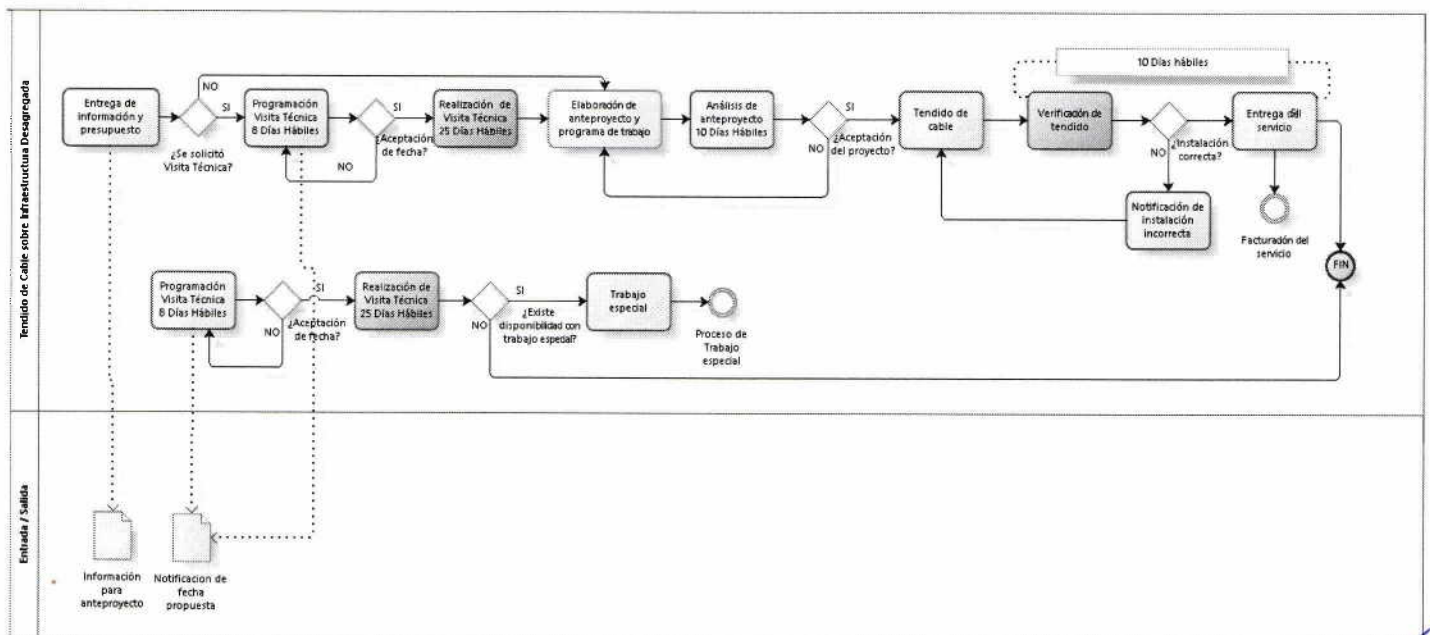 Tendido de Cable sobre Infraestructura Desagregada
10 Días hábiles
Entrega de
información y
presupuesto
NO
SI
¿Se solicitó
Visita Técnica?
Programación
Visita Técnica
8 Días Hábiles
SI
¿Aceptación
de fecha?
NO
Realización de
Visita Técnica
25 Días Hábiles
Elaboración de
anteproyecto y
programa de trabajo
Análisis de
anteproyecto
10 Días Hábiles
SI
¿Aceptación
del proyecto?
NO
Tendido de
cable
Verificación de
tendido
¿Instalación
correcta?
NO
Notificación de
instalación
incorrecta
Entrega del
servicio
Facturación del
servicio
FIN
Programación
Visita Técnica
8 Días Hábiles
SI
¿Aceptación
de fecha?
NO
Realización de
Visita Técnica
25 Días Hábiles
SI
¿Existe
disponibilidad con
trabajo especial?
NO
Trabajo
especial
Proceso de
Trabajo
especial
Entrada / Salida
Información
para
anteproyecto
Notificacion de
fecha
propuesta